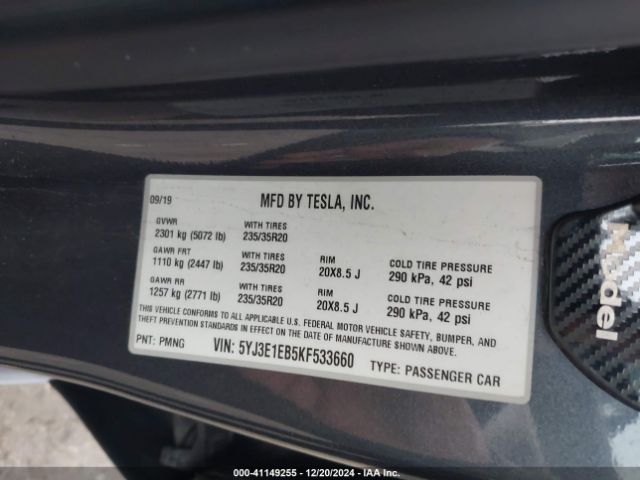 09/19
MFD BY TESLA, INC.
GVWR WITH TIRES
2301 kg (5072 lb) 235/35R20
GAWR FRT WITH TIRES RIM COLD TIRE PRESSURE
1110 kg (2447 lb) 235/35R20 20X8.5 J 290 kPa, 42 psi
GAWR RR WITH TIRES RIM COLD TIRE PRESSURE
1257 kg (2771 lb) 235/35R20 20X8.5 J 290 kPa, 42 psi
THIS VEHICLE CONFORMS TO ALL APPLICABLE U.S. FEDERAL MOTOR VEHICLE SAFETY, BUMPER, AND
THEFT PREVENTION STANDARDS IN EFFECT ON THE DATE OF MANUFACTURE SHOWN ABOVE.
PNT: PMNG VIN: 5YJ3E1EB5KF533660 TYPE: PASSENGER CAR
Model
000-41149255 - 12/20/2024 - IAA Inc.